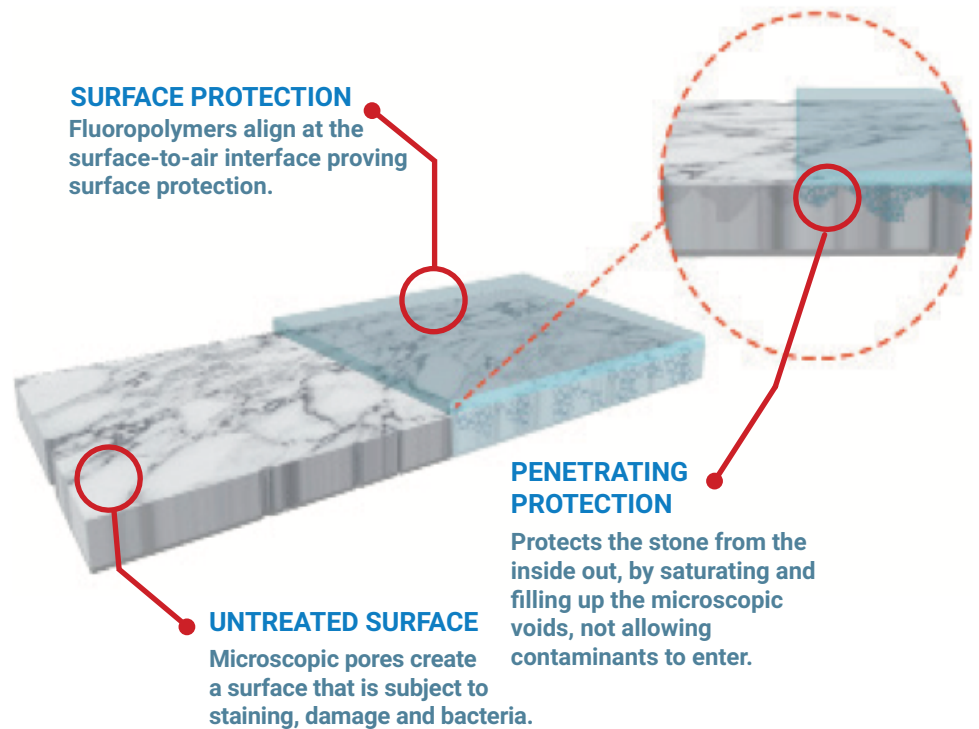 SURFACE PROTECTION
Fluoropolymers align at the
surface-to-air interface proving
surface protection.
PENETRATING
PROTECTION
Protects the stone from the
inside out, by saturating and
filling up the microscopic
voids, not allowing
contaminants to enter.
UNTREATED SURFACE
Microscopic pores create
a surface that is subject to
staining, damage and bacteria.